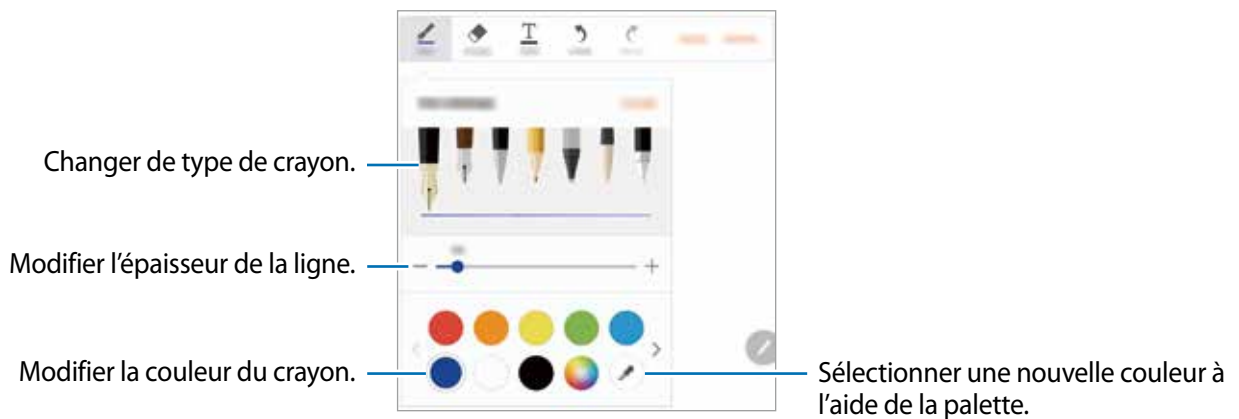 T
Changer de type de crayon.
Modifier l'épaisseur de la ligne.
Modifier la couleur du crayon.
Sélectionner une nouvelle couleur à
l'aide de la palette.